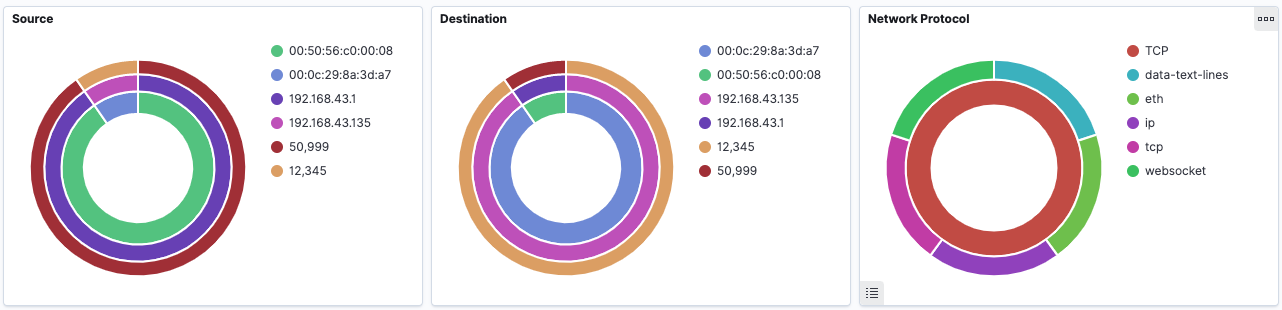 Source
00:50:56:c0:00:08
00:0c:29:8a:3d:a7
192.168.43.1
192.168.43.135
50,999
12,345
Destination
00:0c:29:8a:3d:a7
00:50:56:c0:00:08
192.168.43.135
192.168.43.1
12,345
50,999
Network Protocol
TCP
data-text-lines
eth
ip
tcp
websocket